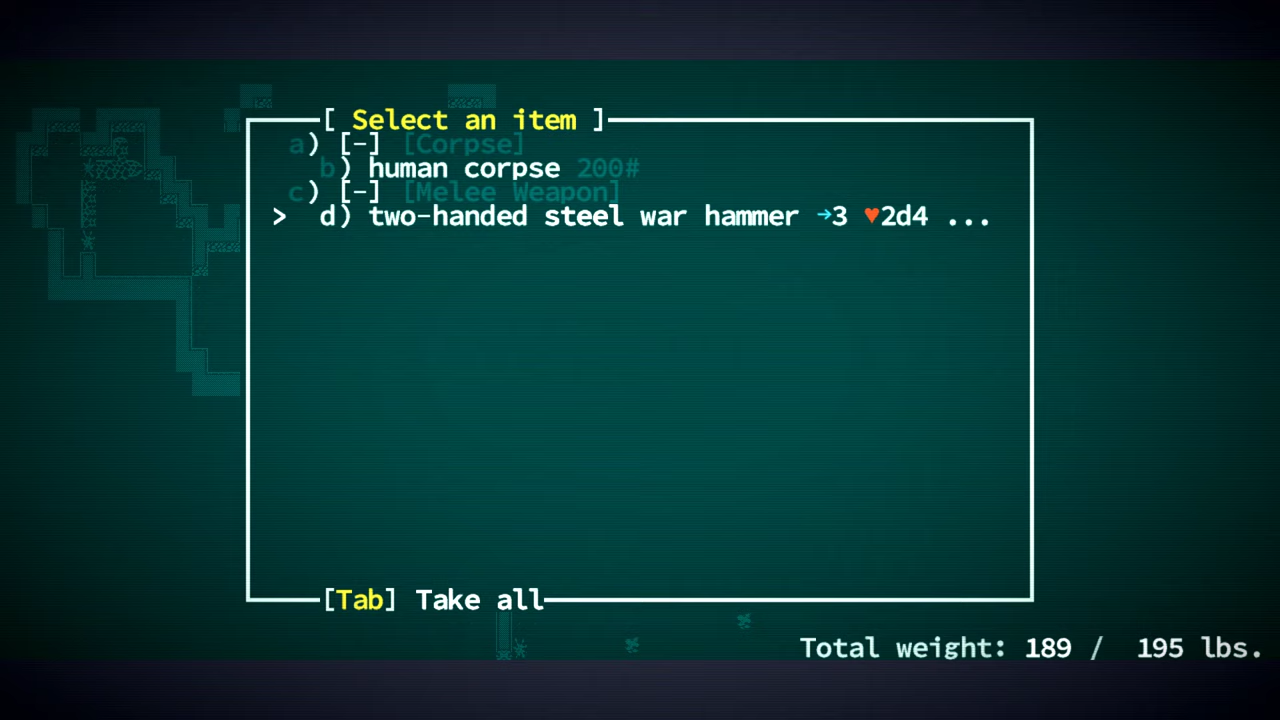 [ Select an item ]
a) [-] [Corpse]
b) human corpse 200#
c) [-] [Melee Weapon]
> d) two-handed steel war hammer →3 ♥2d4 ...
[Tab] Take all
Total weight: 189 / 195 lbs.